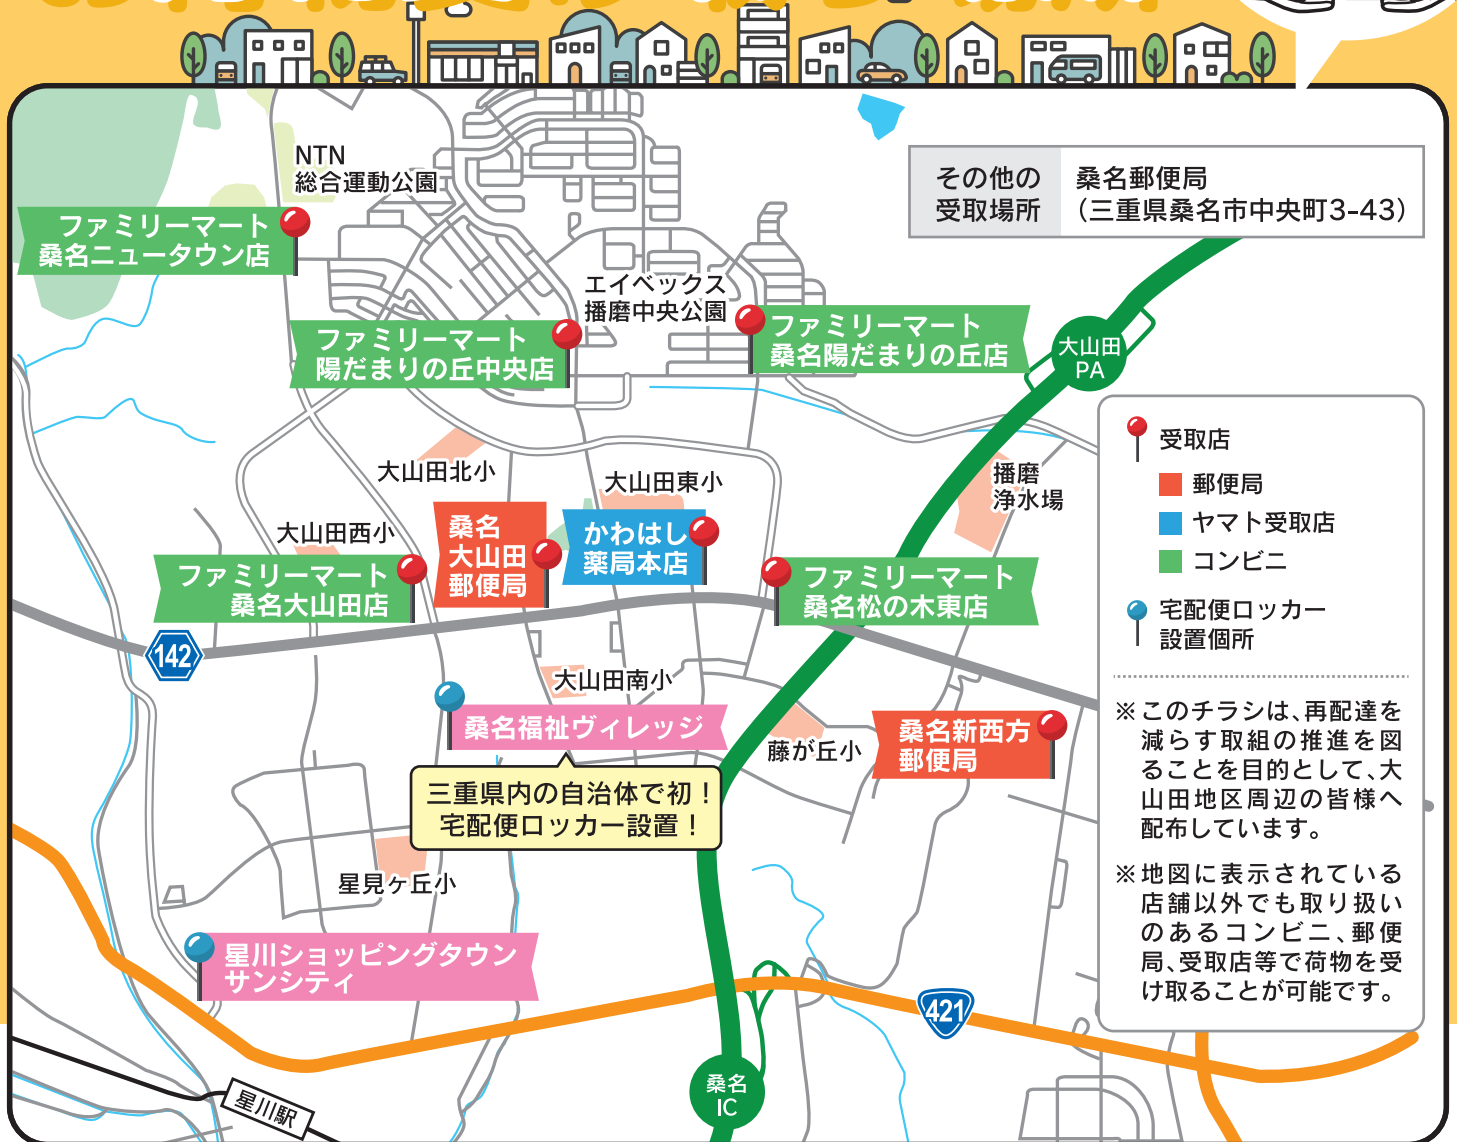 NTN
総合運動公園
その他の
受取場所
桑名郵便局
（三重県桑名市中央町3-43）
ファミリーマート
桑名ニュータウン店
エイベックス
播磨中央公園
ファミリーマート
陽だまりの丘中央店
ファミリーマート
桑名陽だまりの丘店
大山田
PA
受取店
郵便局
ヤマト受取店
コンビニ
宅配便ロッカー
設置個所
大山田北小
大山田東小
播磨
浄水場
大山田西小
桑名
大山田
郵便局
かわはし
薬局本店
ファミリーマート
桑名大山田店
ファミリーマート
桑名松の木東店
142
大山田南小
桑名福祉ヴィレッジ
藤が丘小
桑名新西方
郵便局
三重県内の自治体で初！
宅配便ロッカー設置！
※このチラシは、再配達を
減らす取組の推進を図
ることを目的として、大
山田地区周辺の皆様へ
配布しています。
※地図に表示されている
店舗以外でも取り扱い
のあるコンビニ、郵便
局、受取店等で荷物を受
け取ることが可能です。
星見ヶ丘小
星川ショッピングタウン
サンシティ
421
桑名
IC
星川駅